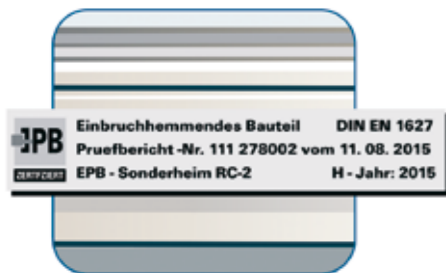 PB
ZERTIFIZIERT
Einbruchhemmendes Bauteil DIN EN 1627
Pruefbericht -Nr. 111 278002 vom 11. 08. 2015
EPB - Sonderheim RC-2 H - Jahr: 2015